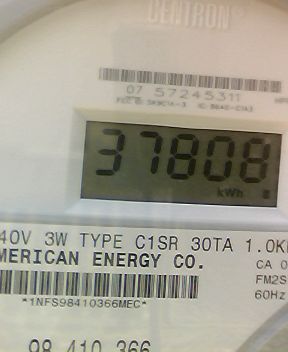 CENTRON®
07 57245311
37808
kWh
40V 3W TYPE C1SR 30TA 1.0K
MERICAN ENERGY CO.
CA 0
FM2S
60Hz
*1NFS98410366MEC*
98 410 366